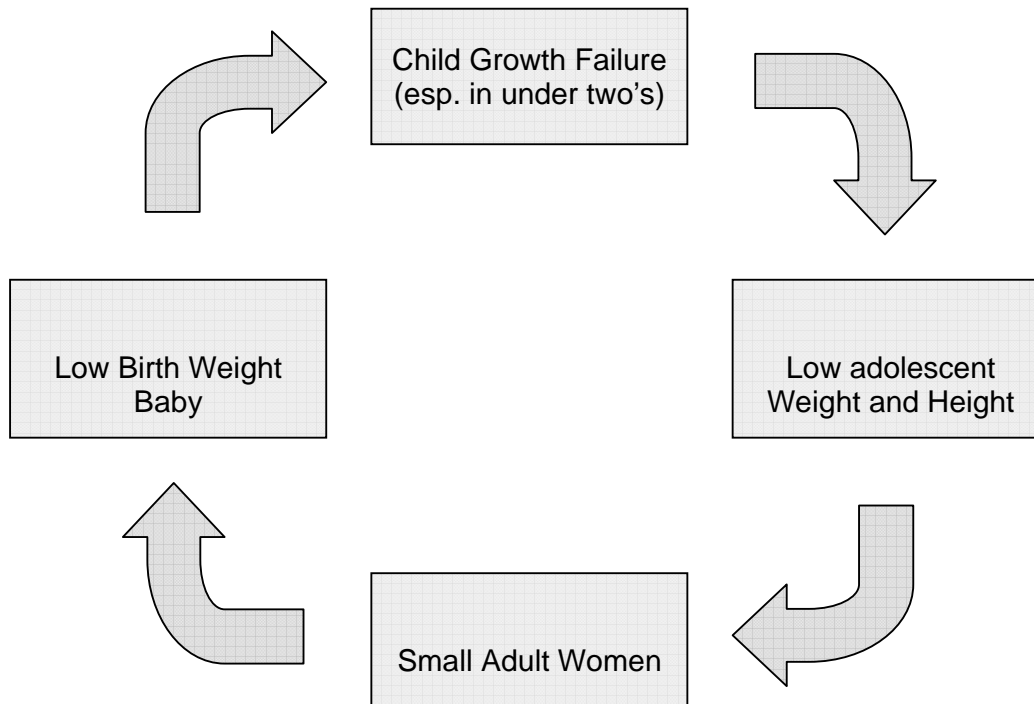 Child Growth Failure
(esp. in under two’s)
Low Birth Weight
Baby
Low adolescent
Weight and Height
Small Adult Women